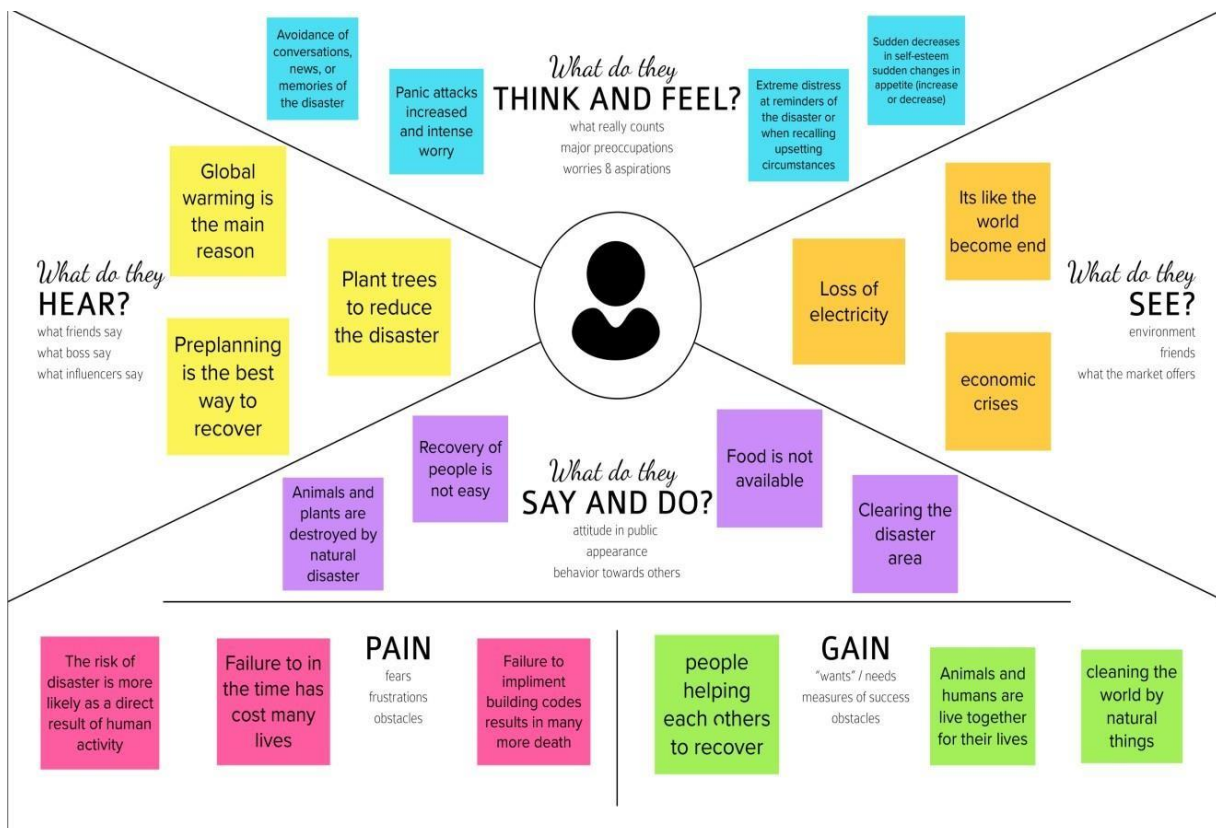 Avoidance of
conversations,
news, or
memories of
the disaster
Panic attacks
increased
and intense
worry
What do they
THINK AND FEEL?
what really counts
major preoccupations
worries & aspirations
Extreme distress
at reminders of
the disaster or
when recalling
upsetting
circumstances
Sudden decreases
in self-esteem
sudden changes in
appetite (increase
or decrease)
What do they
HEAR?
what friends say
what boss say
what influencers say
Global
warming is
the main
reason
Plant trees
to reduce
the disaster
Preplanning
is the best
way to
recover
Loss of
electricity
Its like the
world
become end
economic
crises
What do they
SEE?
environment
friends
what the market offers
Animals and
plants are
destroyed by
natural
disaster
Recovery of
people is
not easy
What do they
SAY AND DO?
attitude in public
appearance
behavior towards others
Food is not
available
Clearing the
disaster
area
The risk of
disaster is more
likely as a direct
result of human
activity
Failure to in
the time has
cost many
lives
PAIN
fears
frustrations
obstacles
Failure to
impliment
building codes
results in many
more death
people
helping
each others
to recover
GAIN
"wants" / needs
measures of success
obstacles
Animals and
humans are
live together
for their lives
cleaning the
world by
natural
things